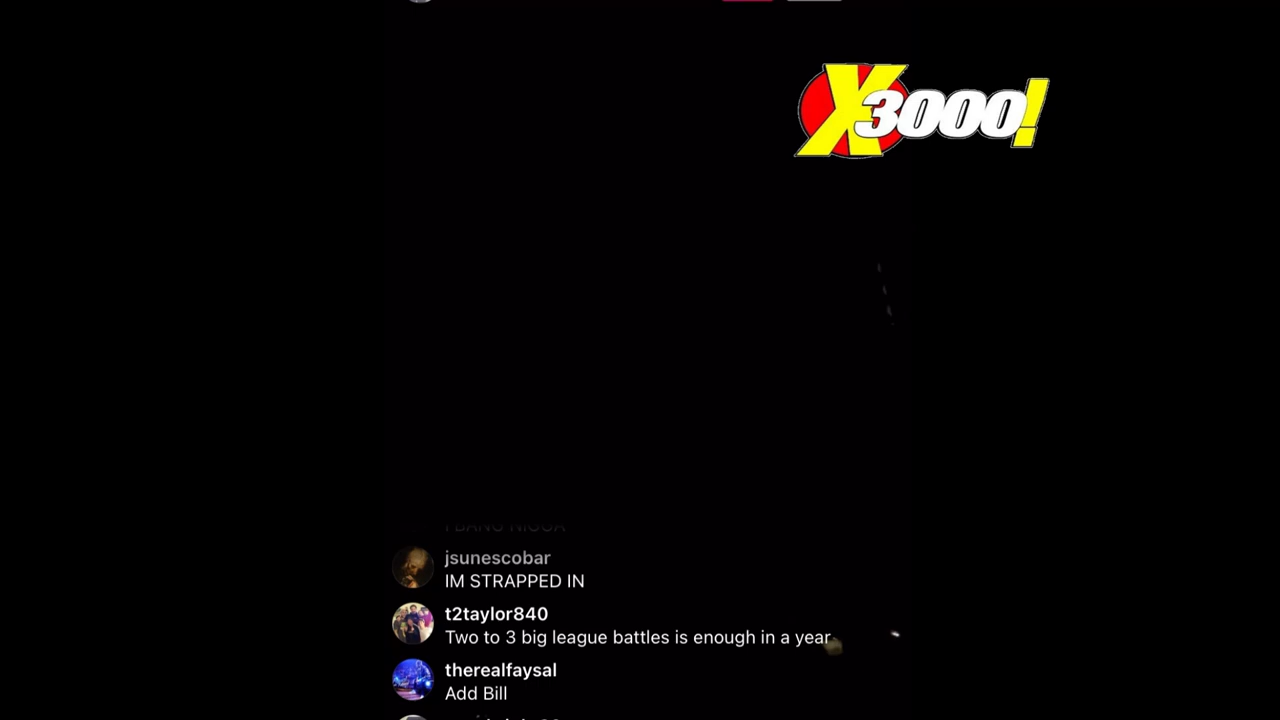 X3000!
jsunescobar
IM STRAPPED IN
t2taylor840
Two to 3 big league battles is enough in a year
therealfaysal
Add Bill